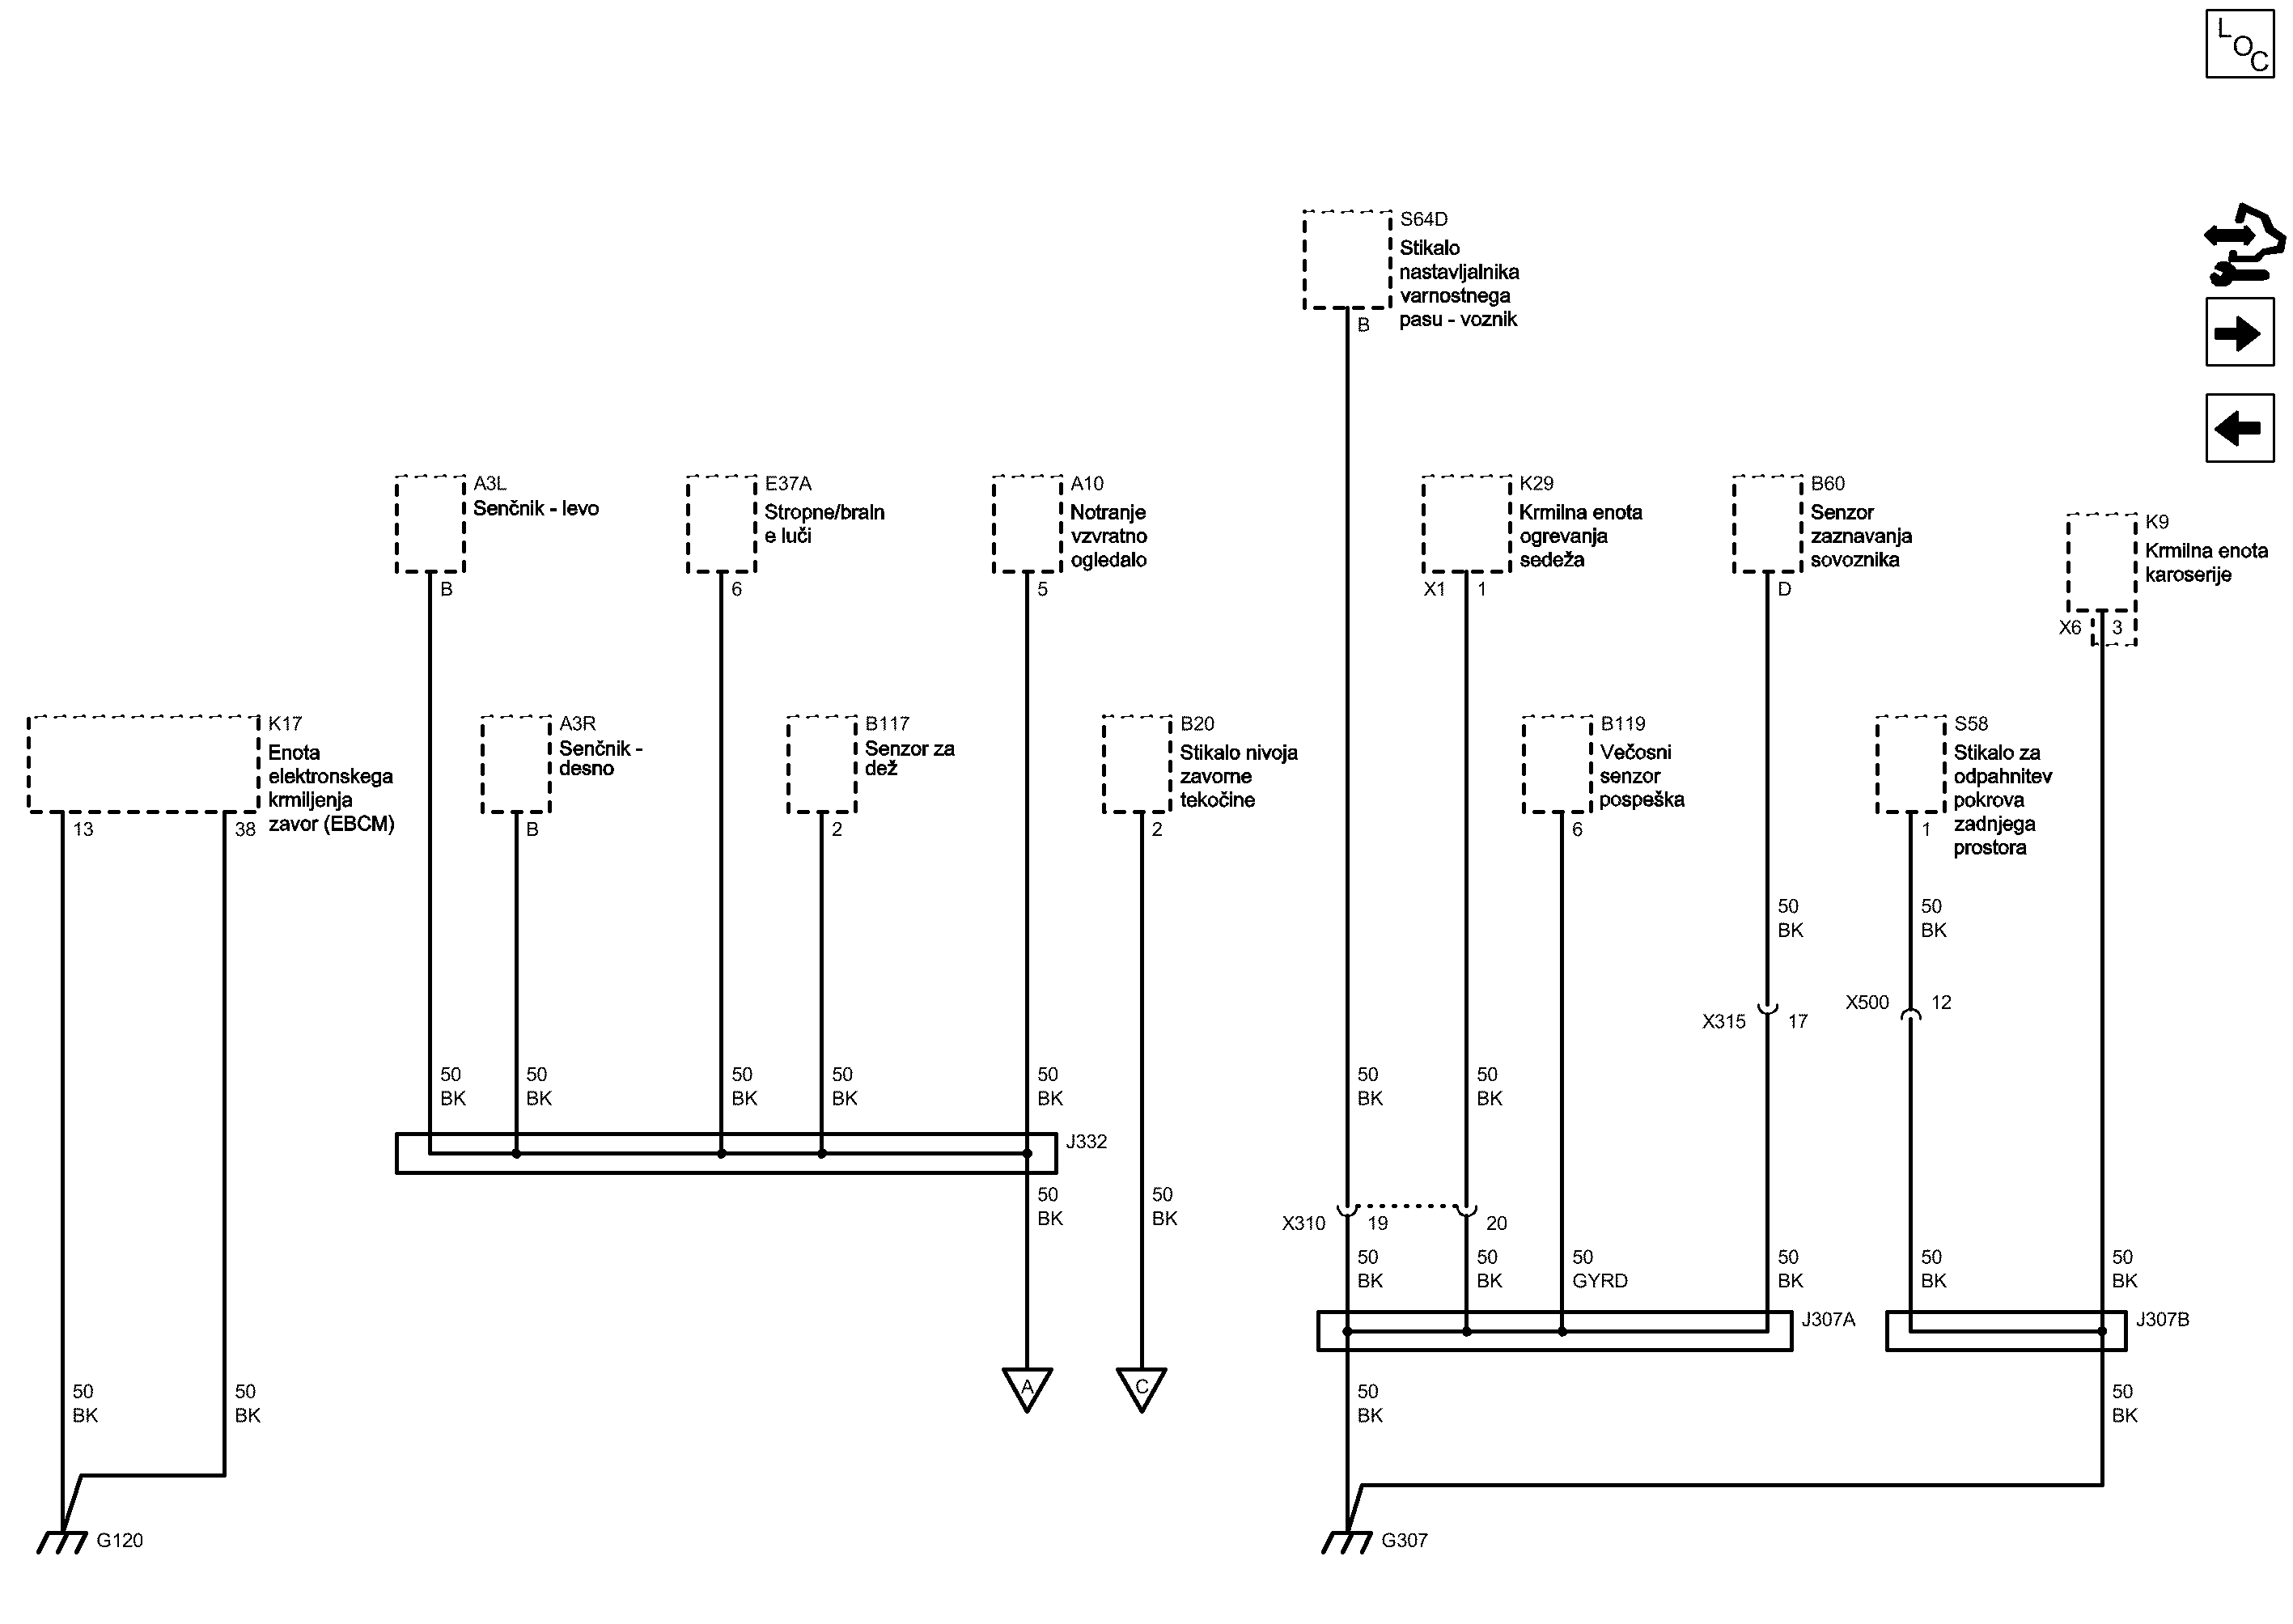 LOC
S64D
Stikalo
nastavljalnika
varnostnega
pasu - voznik
B
A3L
Senčnik - levo
B
E37A
Stropne/braln
e luči
6
A10
Notranje
vzvratno
ogledalo
5
K29
Krmilna enota
ogrevanja
sedeža
X1 1
B60
Senzor
zaznavanja
sovoznika
D
K9
Krmilna enota
karoserije
X6 3
K17
Enota
elektronskega
krmiljenja
zavor (EBCM)
13 38
A3R
Senčnik -
desno
B
B117
Senzor za
dež
2
B20
Stikalo nivoja
zavorne
tekočine
2
B119
Večosni
senzor
pospeška
6
S58
Stikalo za
odpahnitev
pokrova
zadnjega
prostora
1
50 50
BK BK
X315 17
X500 12
50 50 50 50 50 50 50
BK BK BK BK BK BK BK
J332
50 50
BK BK
X310 19 20
50 50 50 50 50 50
BK BK GYRD BK BK BK
J307A J307B
A C
50 50 50 50
BK BK BK BK
G120 G307